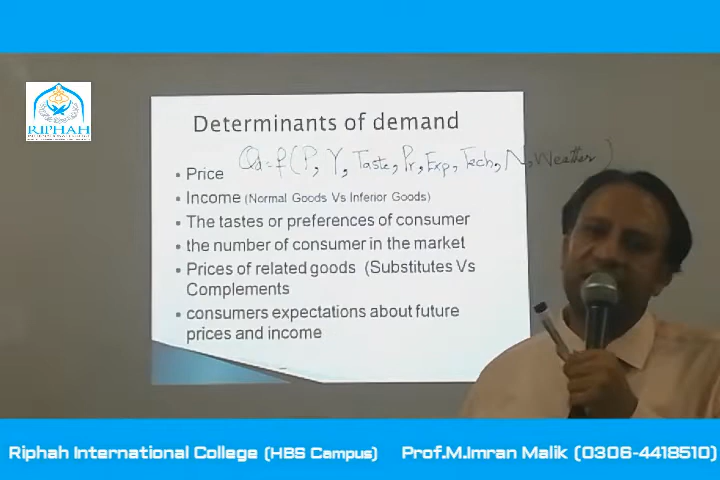 RIPHAH
Determinants of demand
Qd=f(P, Y, Taste, Pr, Exp, Tech, N, Weather)
• Price
• Income (Normal Goods Vs Inferior Goods)
• The tastes or preferences of consumer
• the number of consumer in the market
• Prices of related goods (Substitutes Vs
Complements
• consumers expectations about future
prices and income
Riphah International College (HBS Campus) Prof.M.Imran Malik (0306-4418510)